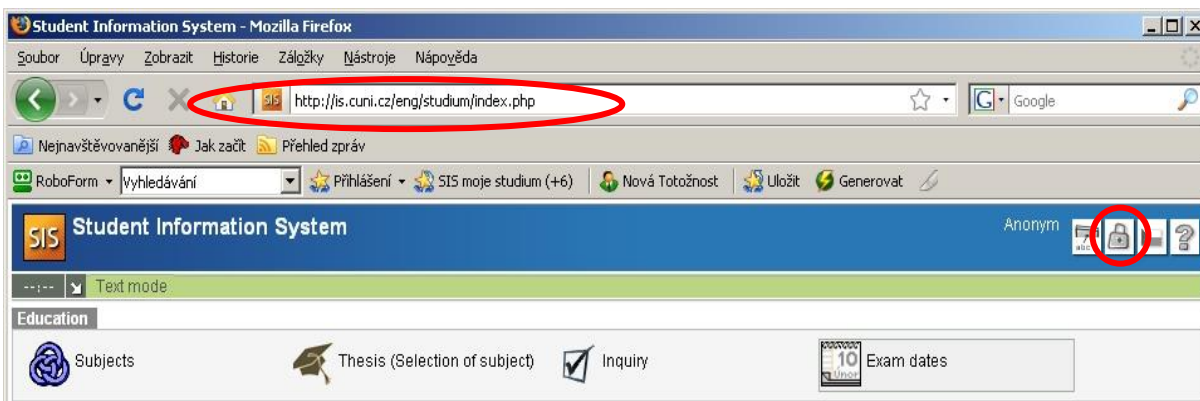 Student Information System - Mozilla Firefox
Soubor Úpravy Zobrazit Historie Záložky Nástroje Nápověda
SIS http://is.cuni.cz/eng/studium/index.php G Google
Nejnavštěvovanější Jak začít Přehled zpráv
RoboForm Vyhledávání Přihlášení SIS moje studium (+6) Nová Totožnost Uložit Generovat
SIS Student Information System Anonym abc ?
--:-- Text mode
Education
Subjects Thesis (Selection of subject) Inquiry 10 Únor Exam dates